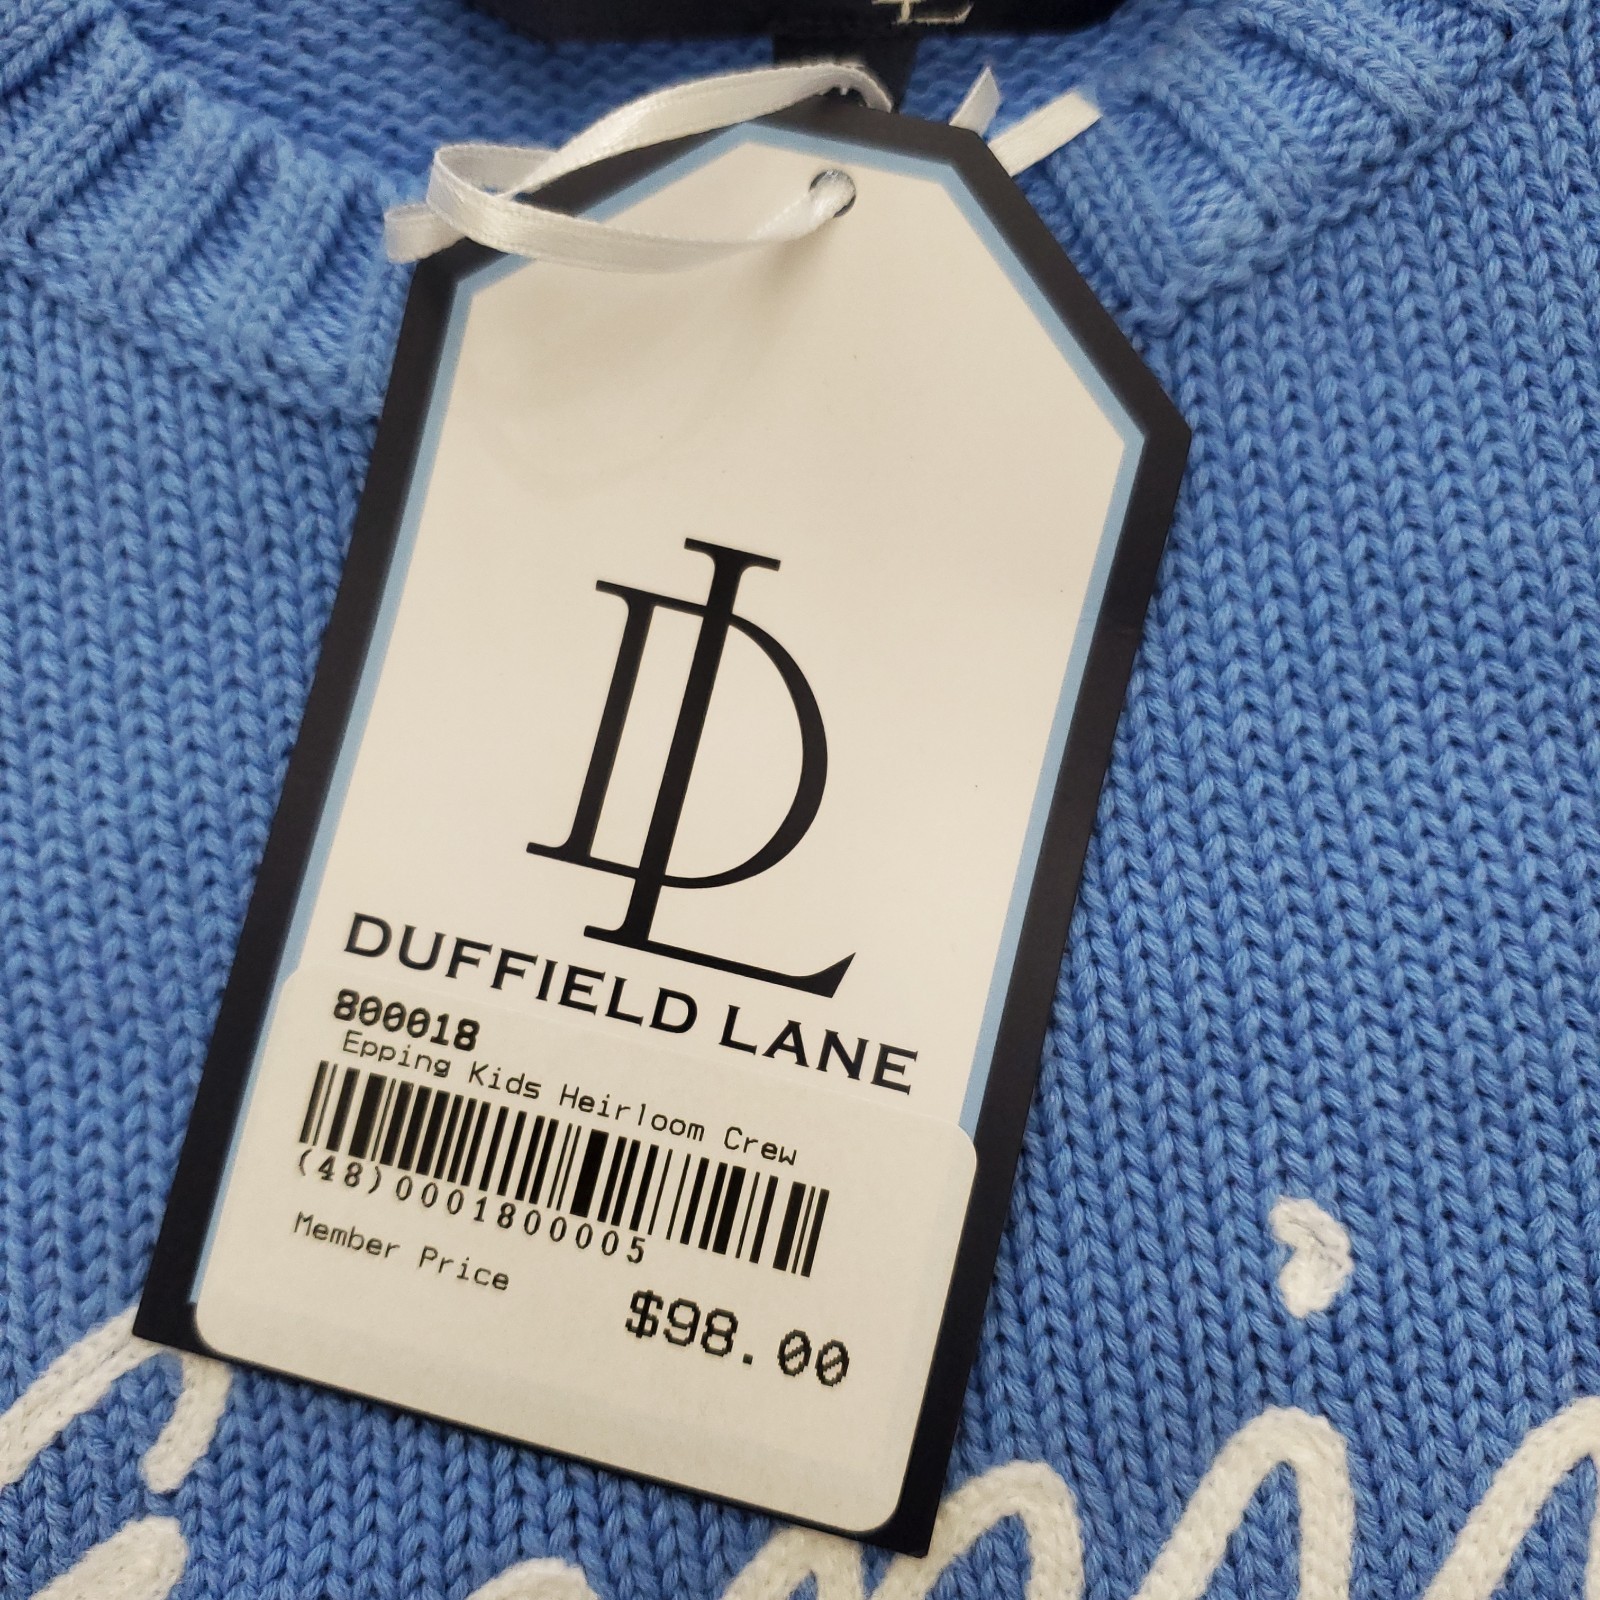 DL
DUFFIELD LANE
800018
Epping Kids Heirloom Crew
(48)0001800005
Member Price
$98.00